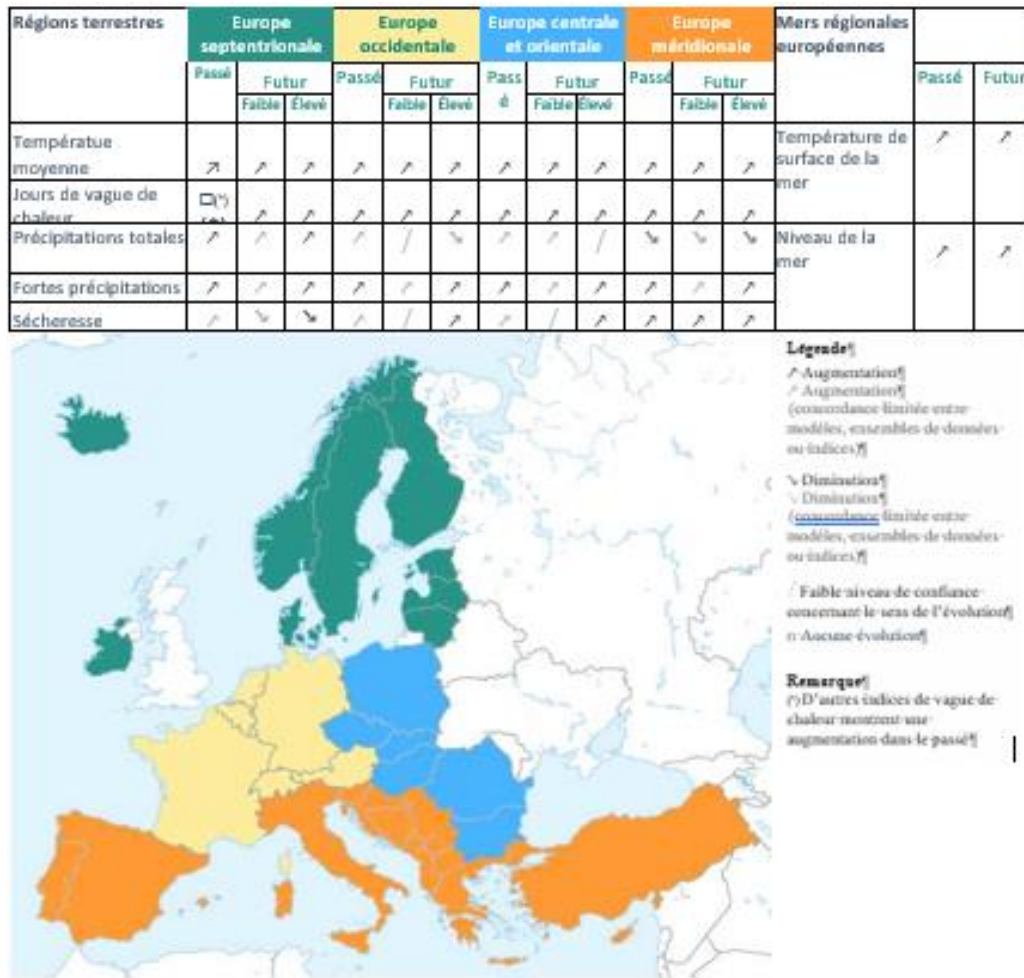 Régions terrestres
Europe septentrionale
Europe occidentale
Europe centrale et orientale
Europe méridionale
Mers régionales européennes
Passé Futur Passé Futur Passé Futur Passé Futur Passé Futur
Faible Élevé Faible Élevé Faible Élevé Faible Élevé
Températue moyenne ↗ ↗ ↗ ↗ ↗ ↗ ↗ ↗ ↗ ↗ ↗ ↗
Température de surface de la mer ↗ ↗
Jours de vague de chaleur □(*) ↗ ↗ ↗ ↗ ↗ ↗ ↗ ↗ ↗ ↗ ↗
Précipitations totales ↗ ↗ ↗ ↗ / ↘ ↗ ↗ / ↘ ↘ ↘
Niveau de la mer ↗ ↗
Fortes précipitations ↗ ↗ ↗ ↗ ↗ ↗ ↗ ↗ ↗ ↗ ↗ ↗
Sécheresse ↗ ↘ ↘ ↗ / ↗ ↗ / ↗ ↗ ↗ ↗
Légende¶
↗·Augmentation¶
↗·Augmentation¶
(concordance·limitée·entre·
modèles,·ensembles·de·données·
ou·indices)¶
↘·Diminution¶
↘·Diminution¶
(concordance·limitée·entre·
modèles,·ensembles·de·données·
ou·indices)¶
/·Faible·niveau·de·confiance·
concernant·le·sens·de·l'évolution¶
□·Aucune·évolution¶
Remarque¶
(*)·D'autres·indices·de·vague·de·
chaleur·montrent·une·
augmentation·dans·le·passé¶